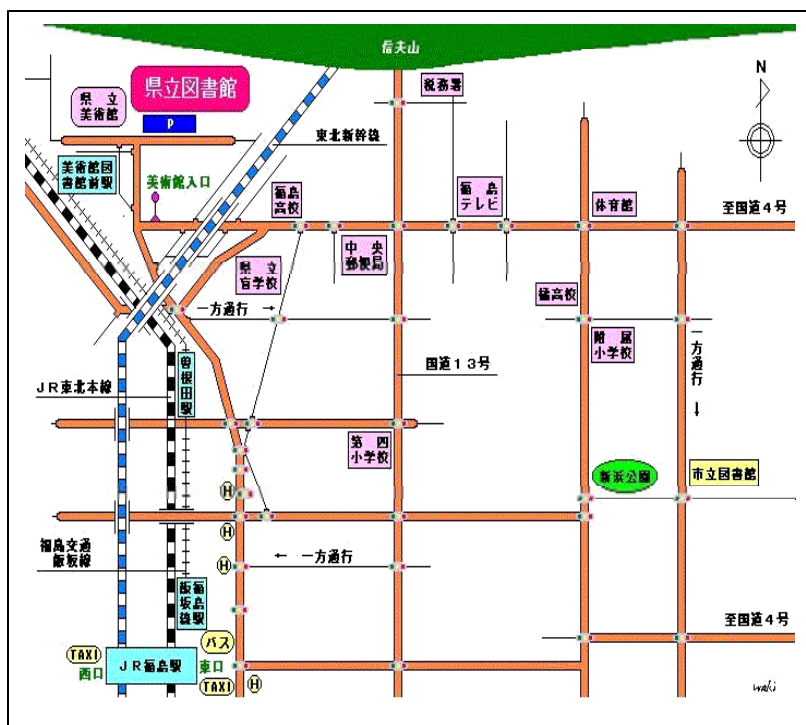 信夫山
県立図書館
県立
美術館
P
税務署
N
東北新幹線
美術館図
書館前駅
美術館入口
福島
高校
福島
テレビ
体育館
至国道4号
中央
郵便局
県立
盲学校
橘高校
一方通行 →
附属
小学校
一方通行
↓
国道13号
曽根田駅
JR東北本線
第四
小学校
新浜公園
市立図書館
H
H
福島交通
飯坂線
← 一方通行
H
福島
飯坂線駅
至国道4号
バス
TAXI
JR福島駅
西口
東口
TAXI
H
waki